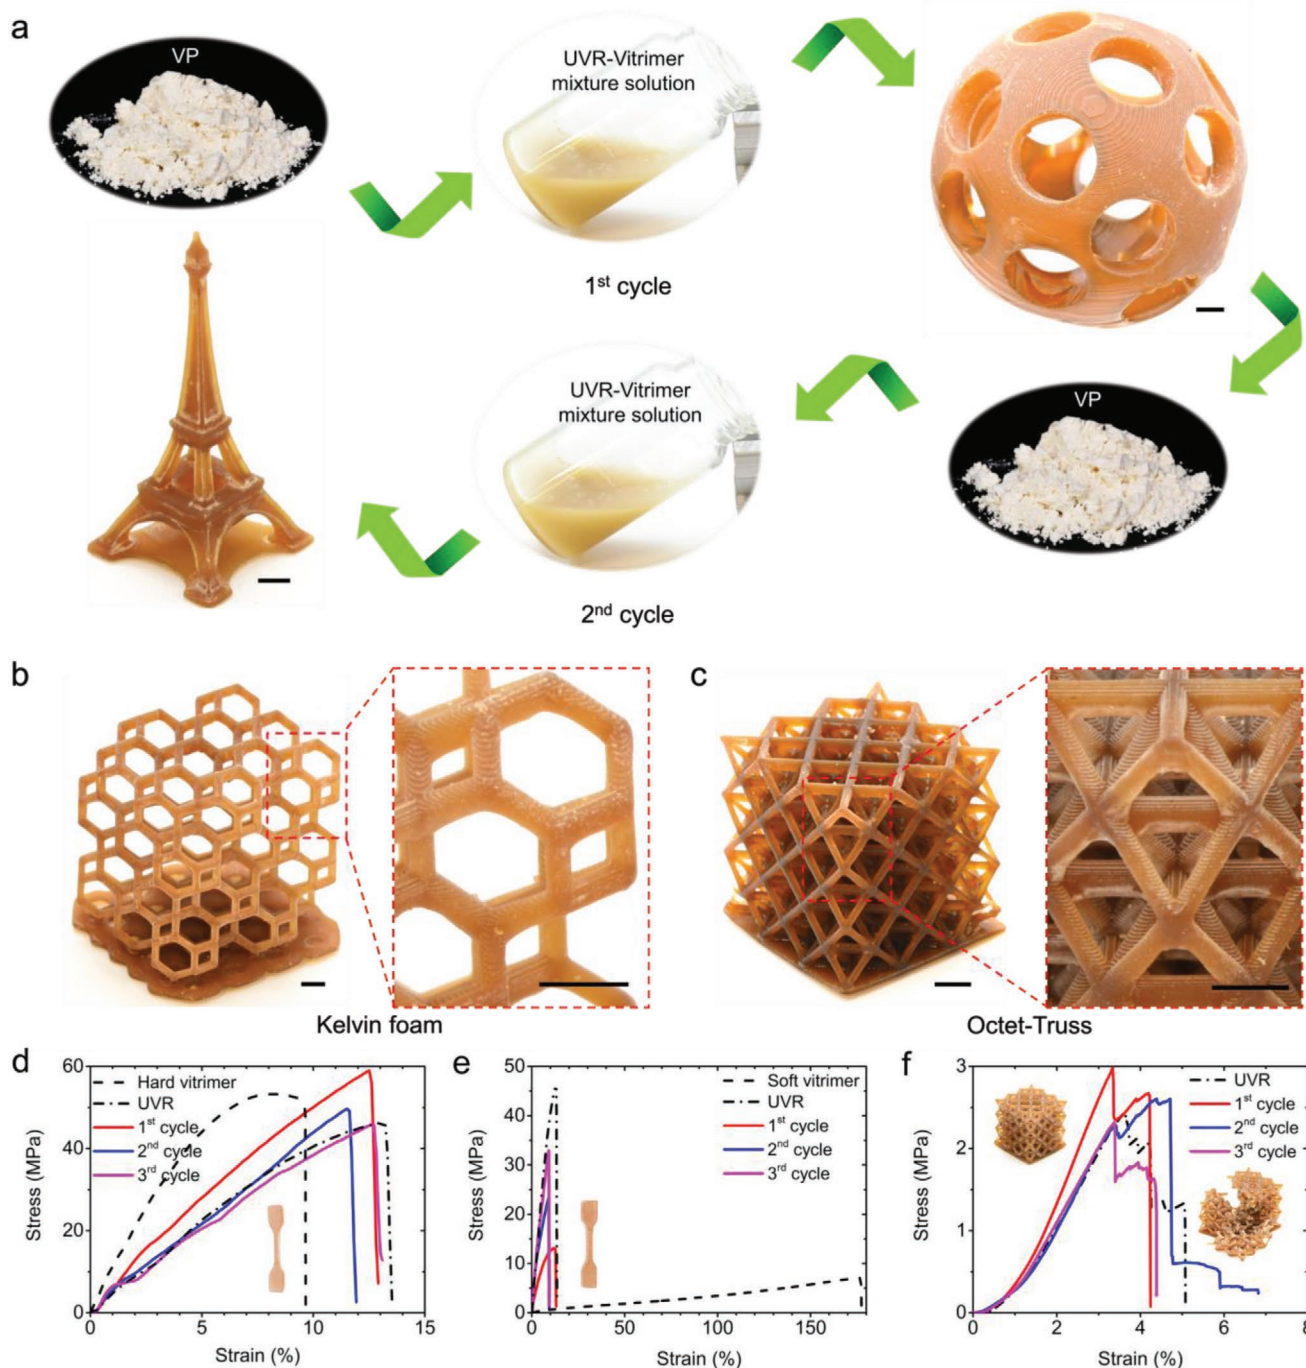 a
VP
UVR-Vitrimer
mixture solution
1st cycle
UVR-Vitrimer
mixture solution
VP
2nd cycle
b
c
Kelvin foam
Octet-Truss
d
Stress (MPa)
60
40
20
0
Hard vitrimer
UVR
1st cycle
2nd cycle
3rd cycle
0 5 10 15
Strain (%)
e
Stress (MPa)
50
40
30
20
10
0
Soft vitrimer
UVR
1st cycle
2nd cycle
3rd cycle
0 50 100 150
Strain (%)
f
Stress (MPa)
3
2
1
0
UVR
1st cycle
2nd cycle
3rd cycle
0 2 4 6 8
Strain (%)